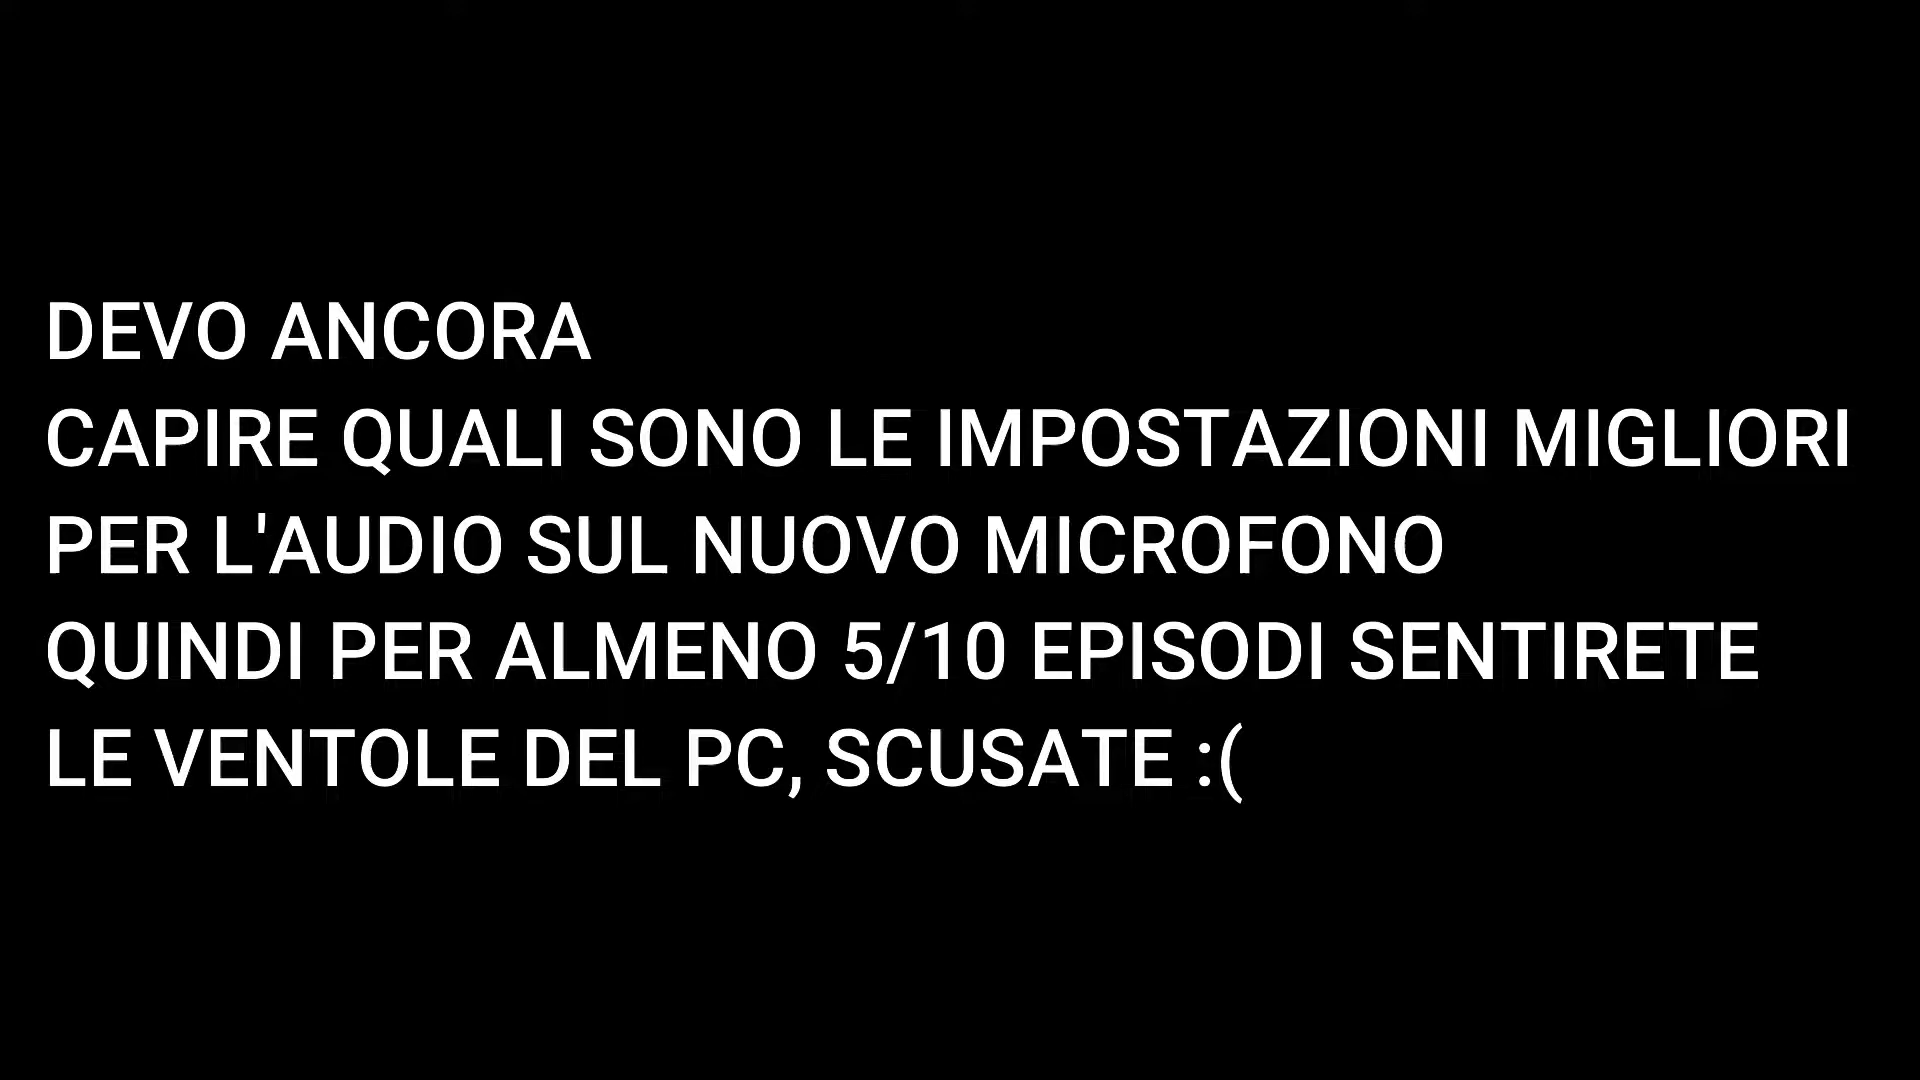 DEVO ANCORA
CAPIRE QUALI SONO LE IMPOSTAZIONI MIGLIORI
PER L'AUDIO SUL NUOVO MICROFONO
QUINDI PER ALMENO 5/10 EPISODI SENTIRETE
LE VENTOLE DEL PC, SCUSATE :(